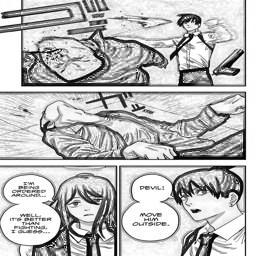 DEVIL!
MOVE
HIM
OUTSIDE.
I'M
BEING
ORDERED
AROUND...
WELL,
IT'S BETTER
THAN
FIGHTING,
I GUESS...